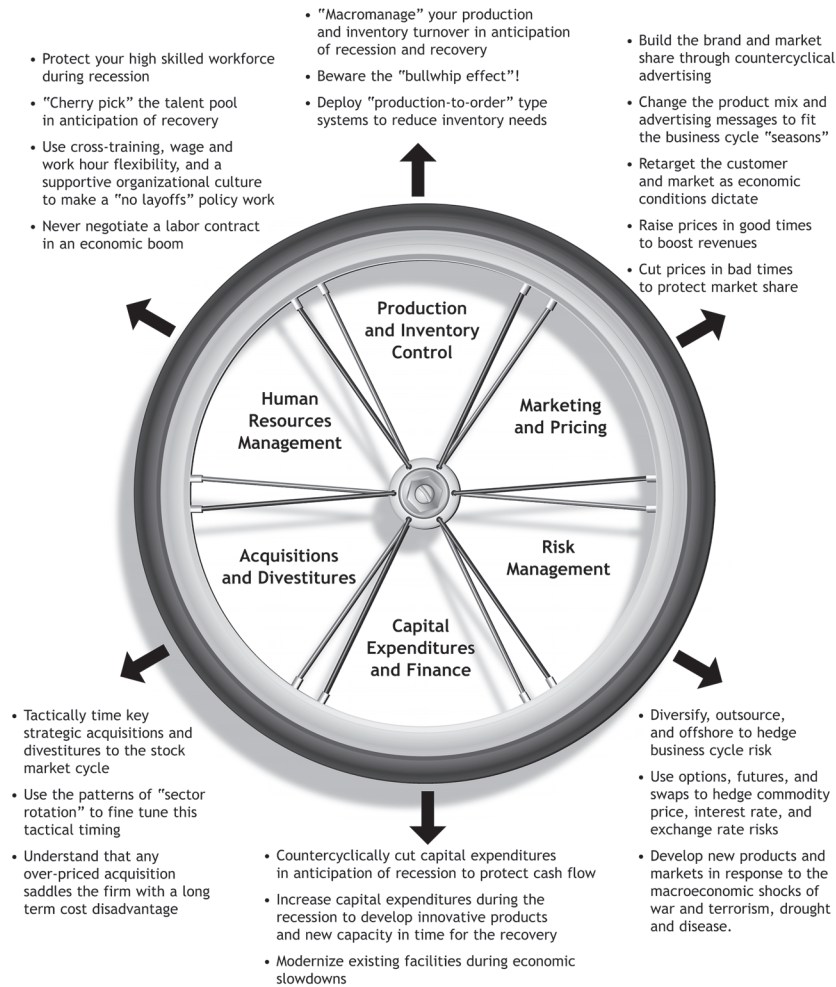 • “Macromanage” your production
and inventory turnover in anticipation
of recession and recovery
• Beware the “bullwhip effect”!
• Deploy “production-to-order” type
systems to reduce inventory needs
• Protect your high skilled workforce
during recession
• “Cherry pick” the talent pool
in anticipation of recovery
• Use cross-training, wage and
work hour flexibility, and a
supportive organizational culture
to make a “no layoffs” policy work
• Never negotiate a labor contract
in an economic boom
• Build the brand and market
share through countercyclical
advertising
• Change the product mix and
advertising messages to fit
the business cycle “seasons”
• Retarget the customer
and market as economic
conditions dictate
• Raise prices in good times
to boost revenues
• Cut prices in bad times
to protect market share
Production
and Inventory
Control
Human
Resources
Management
Marketing
and Pricing
Acquisitions
and Divestitures
Risk
Management
Capital
Expenditures
and Finance
• Tactically time key
strategic acquisitions and
divestitures to the stock
market cycle
• Use the patterns of “sector
rotation” to fine tune this
tactical timing
• Understand that any
over-priced acquisition
saddles the firm with a long
term cost disadvantage
• Diversify, outsource,
and offshore to hedge
business cycle risk
• Use options, futures, and
swaps to hedge commodity
price, interest rate, and
exchange rate risks
• Develop new products and
markets in response to the
macroeconomic shocks of
war and terrorism, drought
and disease.
• Countercyclically cut capital expenditures
in anticipation of recession to protect cash flow
• Increase capital expenditures during the
recession to develop innovative products
and new capacity in time for the recovery
• Modernize existing facilities during economic
slowdowns